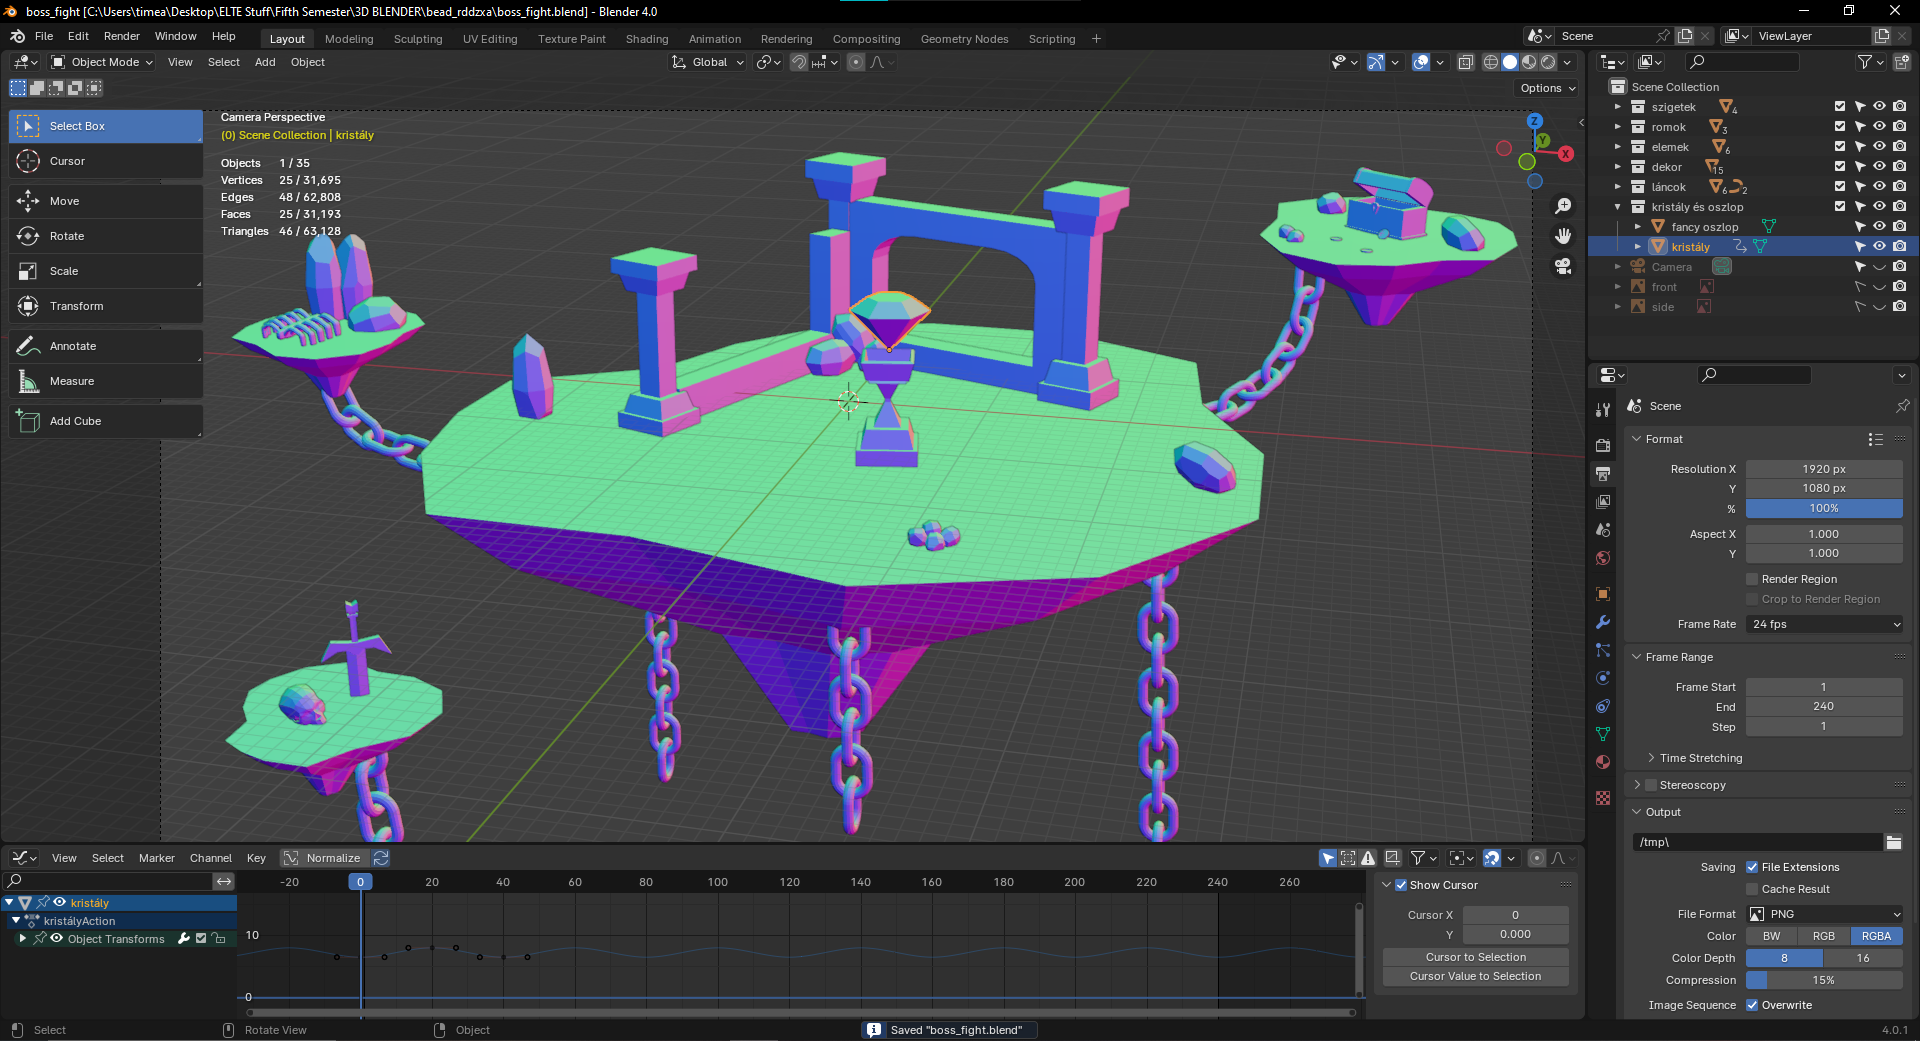 boss_fight [C:\Users\timea\Desktop\ELTE Stuff\Fifth Semester\3D BLENDER\bead_rddzxa\boss_fight.blend] - Blender 4.0
File Edit Render Window Help Layout Modeling Sculpting UV Editing Texture Paint Shading Animation Rendering Compositing Geometry Nodes Scripting + Scene ViewLayer
Object Mode View Select Add Object Global
Options
Select Box
Cursor
Move
Rotate
Scale
Transform
Annotate
Measure
Add Cube
Camera Perspective
(0) Scene Collection | kristály
Objects 1 / 35
Vertices 25 / 31,695
Edges 48 / 62,808
Faces 25 / 31,193
Triangles 46 / 63,128
Z
Y
X
Scene Collection
szigetek 4
romok 3
elemek 6
dekor 15
láncok 6 2
kristály és oszlop
fancy oszlop
kristály
Camera
front
side
Scene
Format
Resolution X 1920 px
Y 1080 px
% 100%
Aspect X 1.000
Y 1.000
Render Region
Crop to Render Region
Frame Rate 24 fps
Frame Range
Frame Start 1
End 240
Step 1
Time Stretching
Stereoscopy
Output
/tmp\
Saving File Extensions
Cache Result
File Format PNG
Color BW RGB RGBA
Color Depth 8 16
Compression 15%
Image Sequence Overwrite
View Select Marker Channel Key Normalize
-20 0 20 40 60 80 100 120 140 160 180 200 220 240 260
kristály
kristályAction
Object Transforms
10
0
Show Cursor
Cursor X 0
Y 0.000
Cursor to Selection
Cursor Value to Selection
Select Rotate View Object Saved "boss_fight.blend" 4.0.1